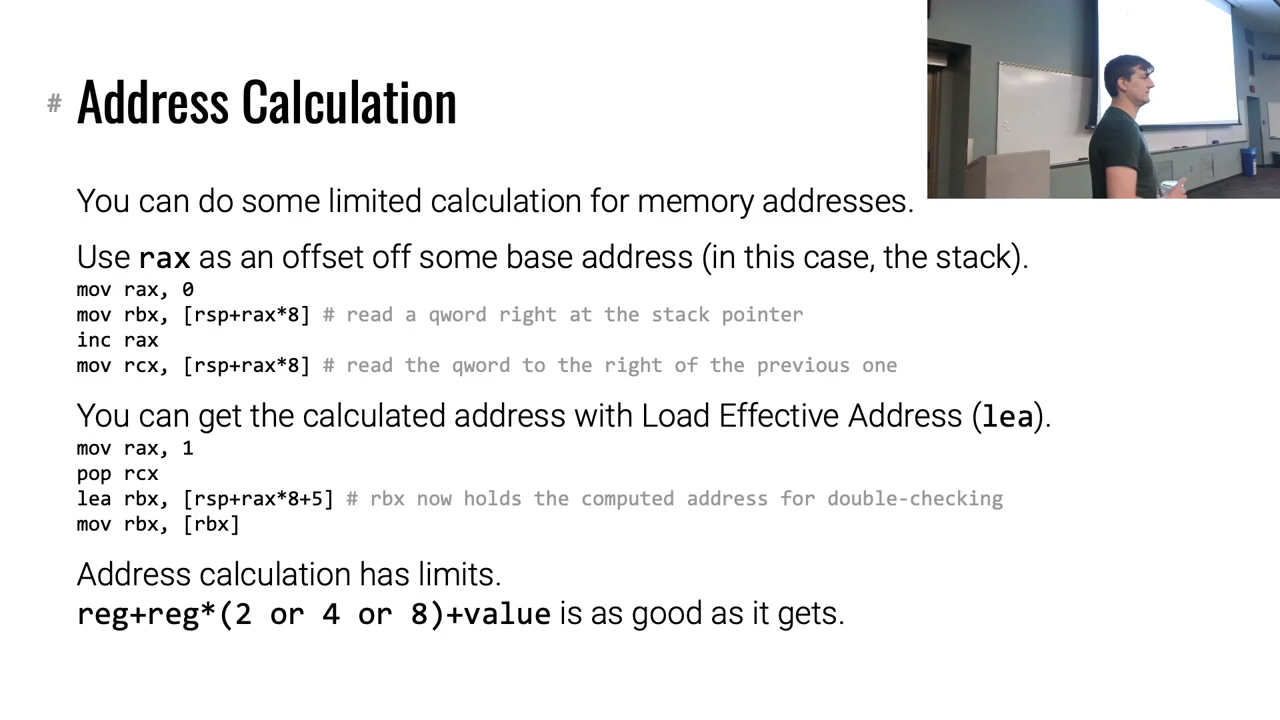 # Address Calculation
You can do some limited calculation for memory addresses.
Use rax as an offset off some base address (in this case, the stack).
mov rax, 0
mov rbx, [rsp+rax*8] # read a qword right at the stack pointer
inc rax
mov rcx, [rsp+rax*8] # read the qword to the right of the previous one
You can get the calculated address with Load Effective Address (lea).
mov rax, 1
pop rcx
lea rbx, [rsp+rax*8+5] # rbx now holds the computed address for double-checking
mov rbx, [rbx]
Address calculation has limits.
reg+reg*(2 or 4 or 8)+value is as good as it gets.